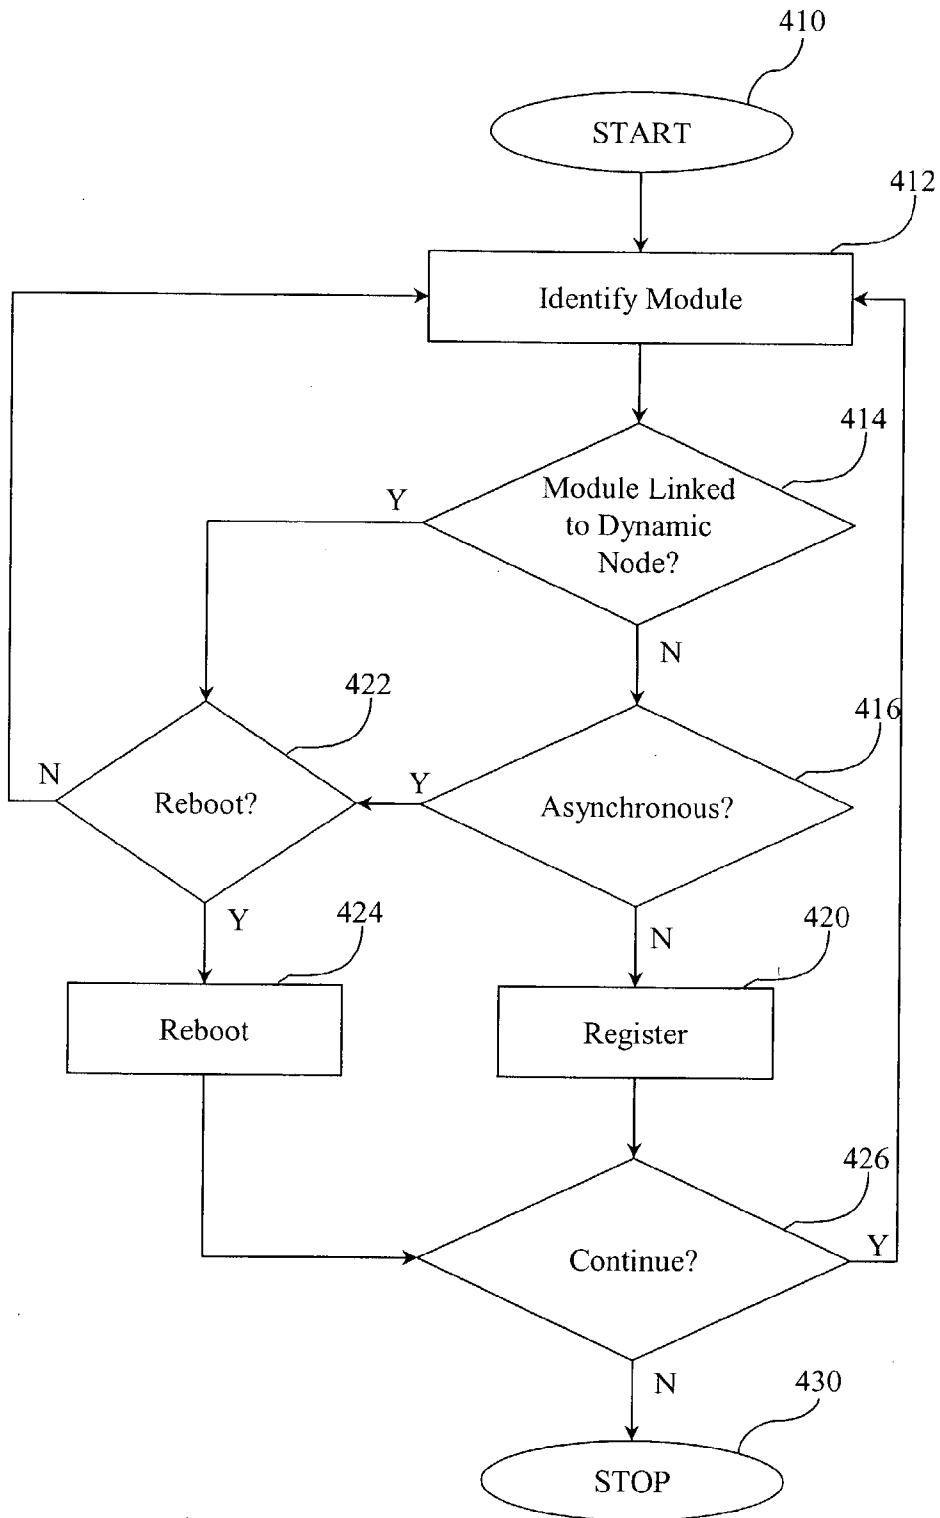 410
START
412
Identify Module
414
Module Linked
to Dynamic
Node?
Y
N
422
416
N
Reboot?
Y
Asynchronous?
Y
424
N
420
Reboot
Register
426
Continue?
Y
N
430
STOP